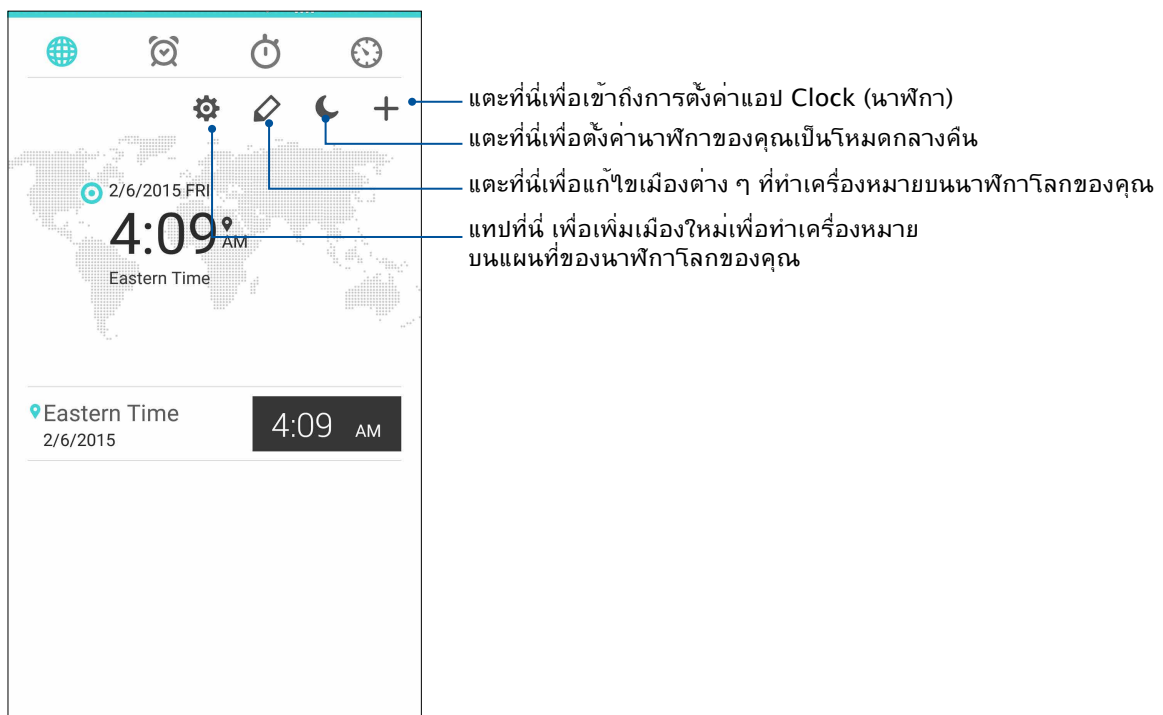 แตะที่นี่เพื่อเข้าถึงการตั้งค่าแอป Clock (นาฬิกา)
แตะที่นี่เพื่อตั้งค่านาฬิกาของคุณเป็นโหมดกลางคืน
2/6/2015 FRI
แตะที่นี่เพื่อแก้ไขเมืองต่าง ๆ ที่ทำเครื่องหมายบนนาฬิกาโลกของคุณ
4:09 AM
แทปที่นี่ เพื่อเพิ่มเมืองใหม่เพื่อทำเครื่องหมาย
บนแผนที่ของนาฬิกาโลกของคุณ
Eastern Time
Eastern Time
4:09 AM
2/6/2015